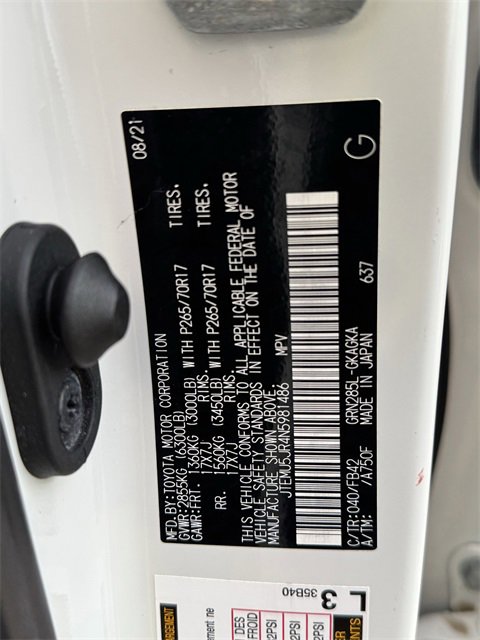 MFD.BY:TOYOTA MOTOR CORPORATION 08/21
GVWR:2855KG (6300LB)
GAWR:FRT. 1360KG (3000LB) WITH P265/70R17 TIRES.
17X7J RIMS.
RR. 1560KG (3450LB) WITH P265/70R17 TIRES.
17X7J RIMS.
THIS VEHICLE CONFORMS TO ALL APPLICABLE FEDERAL MOTOR
VEHICLE SAFETY STANDARDS IN EFFECT ON THE DATE OF
MANUFACTURE SHOWN ABOVE.
JTEMU5JR4N5981486 MPV
C/TR:040/FB42 GRN285L-GKAGKA
A/TM: /A750F MADE IN JAPAN 637
G
L3
35B40